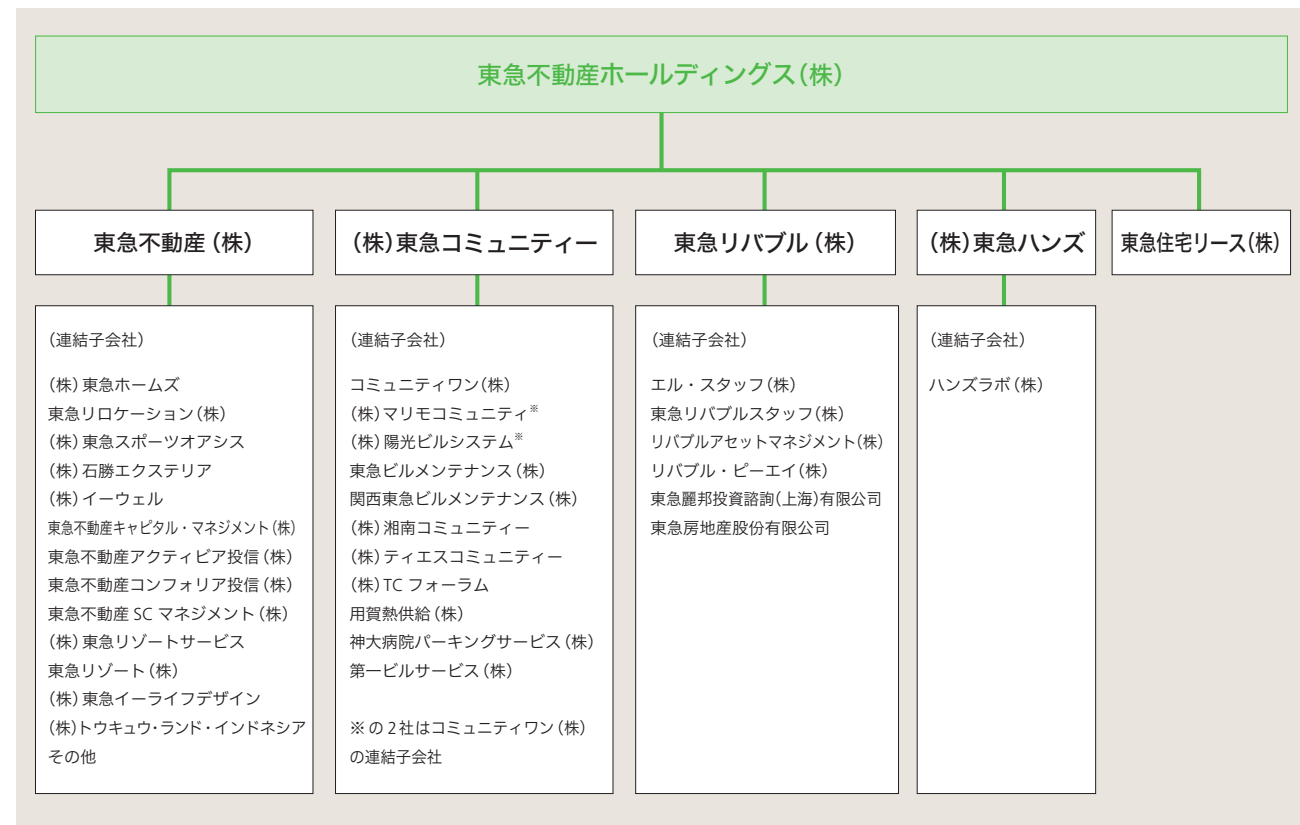 東急不動産ホールディングス(株)
東急不動産(株)
(連結子会社)
(株)東急ホームズ
東急リロケーション(株)
(株)東急スポーツオアシス
(株)石勝エクステリア
(株)イーウェル
東急不動産キャピタル・マネジメント(株)
東急不動産アクティビア投信(株)
東急不動産コンフォリア投信(株)
東急不動産 SC マネジメント(株)
(株)東急リゾートサービス
東急リゾート(株)
(株)東急イーライフデザイン
(株)トウキュウ・ランド・インドネシア
その他
(株)東急コミュニティー
(連結子会社)
コミュニティワン(株)
(株)マリモコミュニティ※
(株)陽光ビルシステム※
東急ビルメンテナンス(株)
関西東急ビルメンテナンス(株)
(株)湘南コミュニティー
(株)ティエスコミュニティー
(株)TC フォーラム
用賀熱供給(株)
神大病院パーキングサービス(株)
第一ビルサービス(株)
※の2社はコミュニティワン(株)
の連結子会社
東急リバブル(株)
(連結子会社)
エル・スタッフ(株)
東急リバブルスタッフ(株)
リバブルアセットマネジメント(株)
リバブル・ピーエイ(株)
東急麗邦投資諮詢(上海)有限公司
東急房地産股份有限公司
(株)東急ハンズ
(連結子会社)
ハンズラボ(株)
東急住宅リース(株)